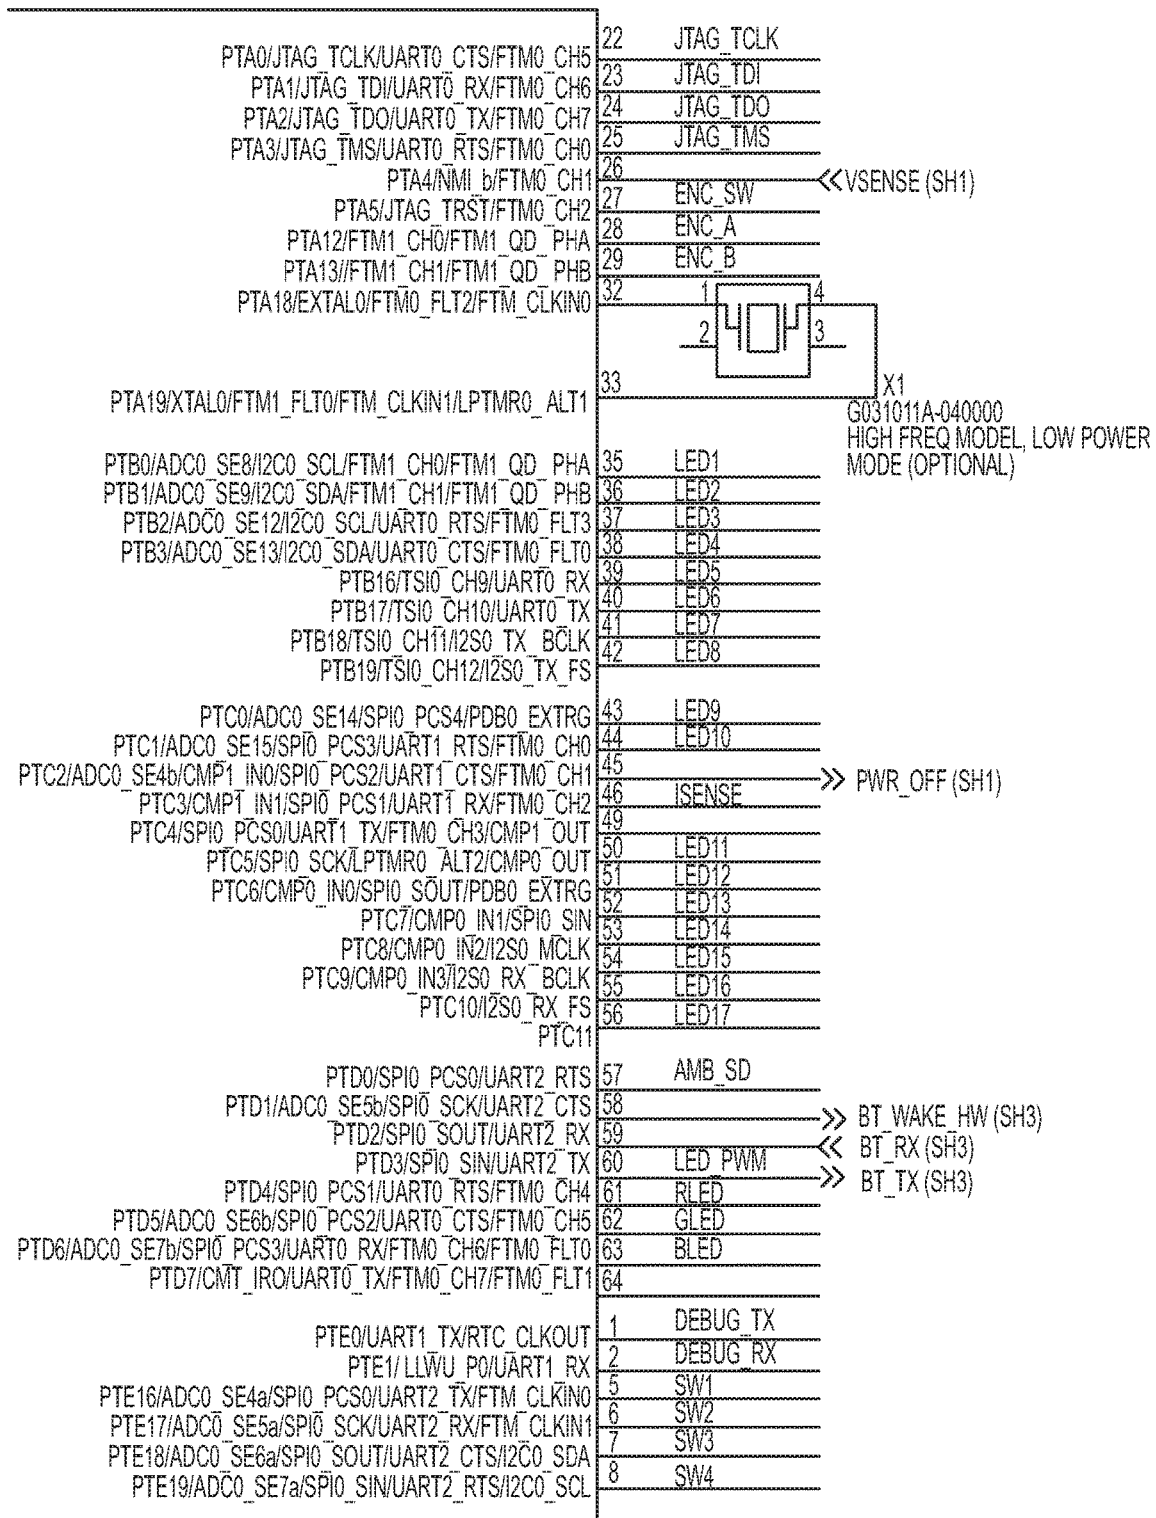 PTA0/JTAG_TCLK/UART0_CTS/FTM0_CH5 22 JTAG_TCLK
PTA1/JTAG_TDI/UART0_RX/FTM0_CH6 23 JTAG_TDI
PTA2/JTAG_TDO/UART0_TX/FTM0_CH7 24 JTAG_TDO
PTA3/JTAG_TMS/UART0_RTS/FTM0_CH0 25 JTAG_TMS
PTA4/NMI_b/FTM0_CH1 26 VSENSE (SH1)
PTA5/JTAG_TRST/FTM0_CH2 27 ENC_SW
PTA12/FTM1_CH0/FTM1_QD_PHA 28 ENC_A
PTA13//FTM1_CH1/FTM1_QD_PHB 29 ENC_B
PTA18/EXTAL0/FTM0_FLT2/FTM_CLKIN0 32 1 4
2 3
PTA19/XTAL0/FTM1_FLT0/FTM_CLKIN1/LPTMR0_ALT1 33 X1
G031011A-040000
HIGH FREQ MODEL, LOW POWER
MODE (OPTIONAL)
PTB0/ADC0_SE8/I2C0_SCL/FTM1_CH0/FTM1_QD_PHA 35 LED1
PTB1/ADC0_SE9/I2C0_SDA/FTM1_CH1/FTM1_QD_PHB 36 LED2
PTB2/ADC0_SE12/I2C0_SCL/UART0_RTS/FTM0_FLT3 37 LED3
PTB3/ADC0_SE13/I2C0_SDA/UART0_CTS/FTM0_FLT0 38 LED4
PTB16/TSI0_CH9/UART0_RX 39 LED5
PTB17/TSI0_CH10/UART0_TX 40 LED6
PTB18/TSI0_CH11/I2S0_TX_BCLK 41 LED7
PTB19/TSI0_CH12/I2S0_TX_FS 42 LED8
PTC0/ADC0_SE14/SPI0_PCS4/PDB0_EXTRG 43 LED9
PTC1/ADC0_SE15/SPI0_PCS3/UART1_RTS/FTM0_CH0 44 LED10
PTC2/ADC0_SE4b/CMP1_IN0/SPI0_PCS2/UART1_CTS/FTM0_CH1 45 PWR_OFF (SH1)
PTC3/CMP1_IN1/SPI0_PCS1/UART1_RX/FTM0_CH2 46 ISENSE
PTC4/SPI0_PCS0/UART1_TX/FTM0_CH3/CMP1_OUT 49
PTC5/SPI0_SCK/LPTMR0_ALT2/CMP0_OUT 50 LED11
PTC6/CMP0_IN0/SPI0_SOUT/PDB0_EXTRG 51 LED12
PTC7/CMP0_IN1/SPI0_SIN 52 LED13
PTC8/CMP0_IN2/I2S0_MCLK 53 LED14
PTC9/CMP0_IN3/I2S0_RX_BCLK 54 LED15
PTC10/I2S0_RX_FS 55 LED16
PTC11 56 LED17
PTD0/SPI0_PCS0/UART2_RTS 57 AMB_SD
PTD1/ADC0_SE5b/SPI0_SCK/UART2_CTS 58 BT_WAKE_HW (SH3)
PTD2/SPI0_SOUT/UART2_RX 59 BT_RX (SH3)
PTD3/SPI0_SIN/UART2_TX 60 LED_PWM BT_TX (SH3)
PTD4/SPI0_PCS1/UART0_RTS/FTM0_CH4 61 RLED
PTD5/ADC0_SE6b/SPI0_PCS2/UART0_CTS/FTM0_CH5 62 GLED
PTD6/ADC0_SE7b/SPI0_PCS3/UART0_RX/FTM0_CH6/FTM0_FLT0 63 BLED
PTD7/CMT_IRO/UART0_TX/FTM0_CH7/FTM0_FLT1 64
PTE0/UART1_TX/RTC_CLKOUT 1 DEBUG_TX
PTE1/ LLWU_P0/UART1_RX 2 DEBUG_RX
PTE16/ADC0_SE4a/SPI0_PCS0/UART2_TX/FTM_CLKIN0 5 SW1
PTE17/ADC0_SE5a/SPI0_SCK/UART2_RX/FTM_CLKIN1 6 SW2
PTE18/ADC0_SE6a/SPI0_SOUT/UART2_CTS/I2C0_SDA 7 SW3
PTE19/ADC0_SE7a/SPI0_SIN/UART2_RTS/I2C0_SCL 8 SW4